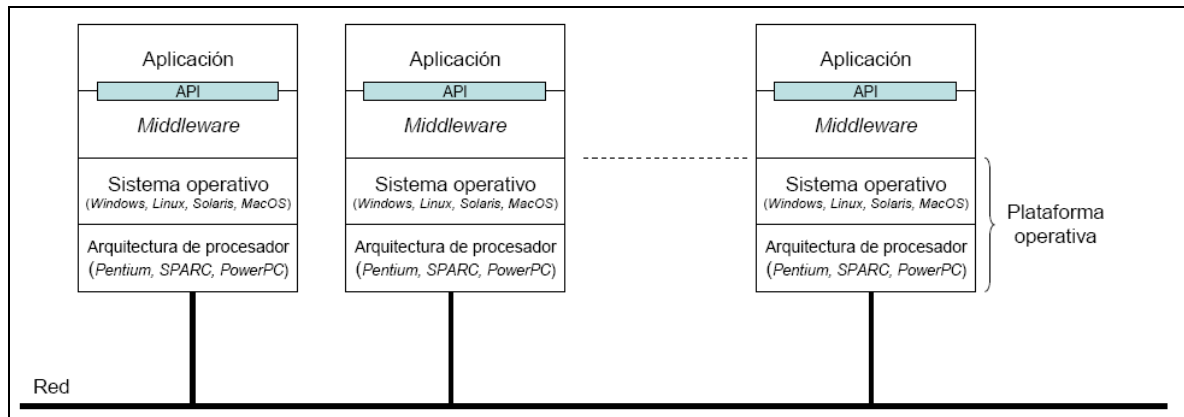 Aplicación
API
Middleware
Sistema operativo
(Windows, Linux, Solaris, MacOS)
Arquitectura de procesador
(Pentium, SPARC, PowerPC)
Aplicación
API
Middleware
Sistema operativo
(Windows, Linux, Solaris, MacOS)
Arquitectura de procesador
(Pentium, SPARC, PowerPC)
Aplicación
API
Middleware
Sistema operativo
(Windows, Linux, Solaris, MacOS)
Arquitectura de procesador
(Pentium, SPARC, PowerPC)
Plataforma
operativa
Red